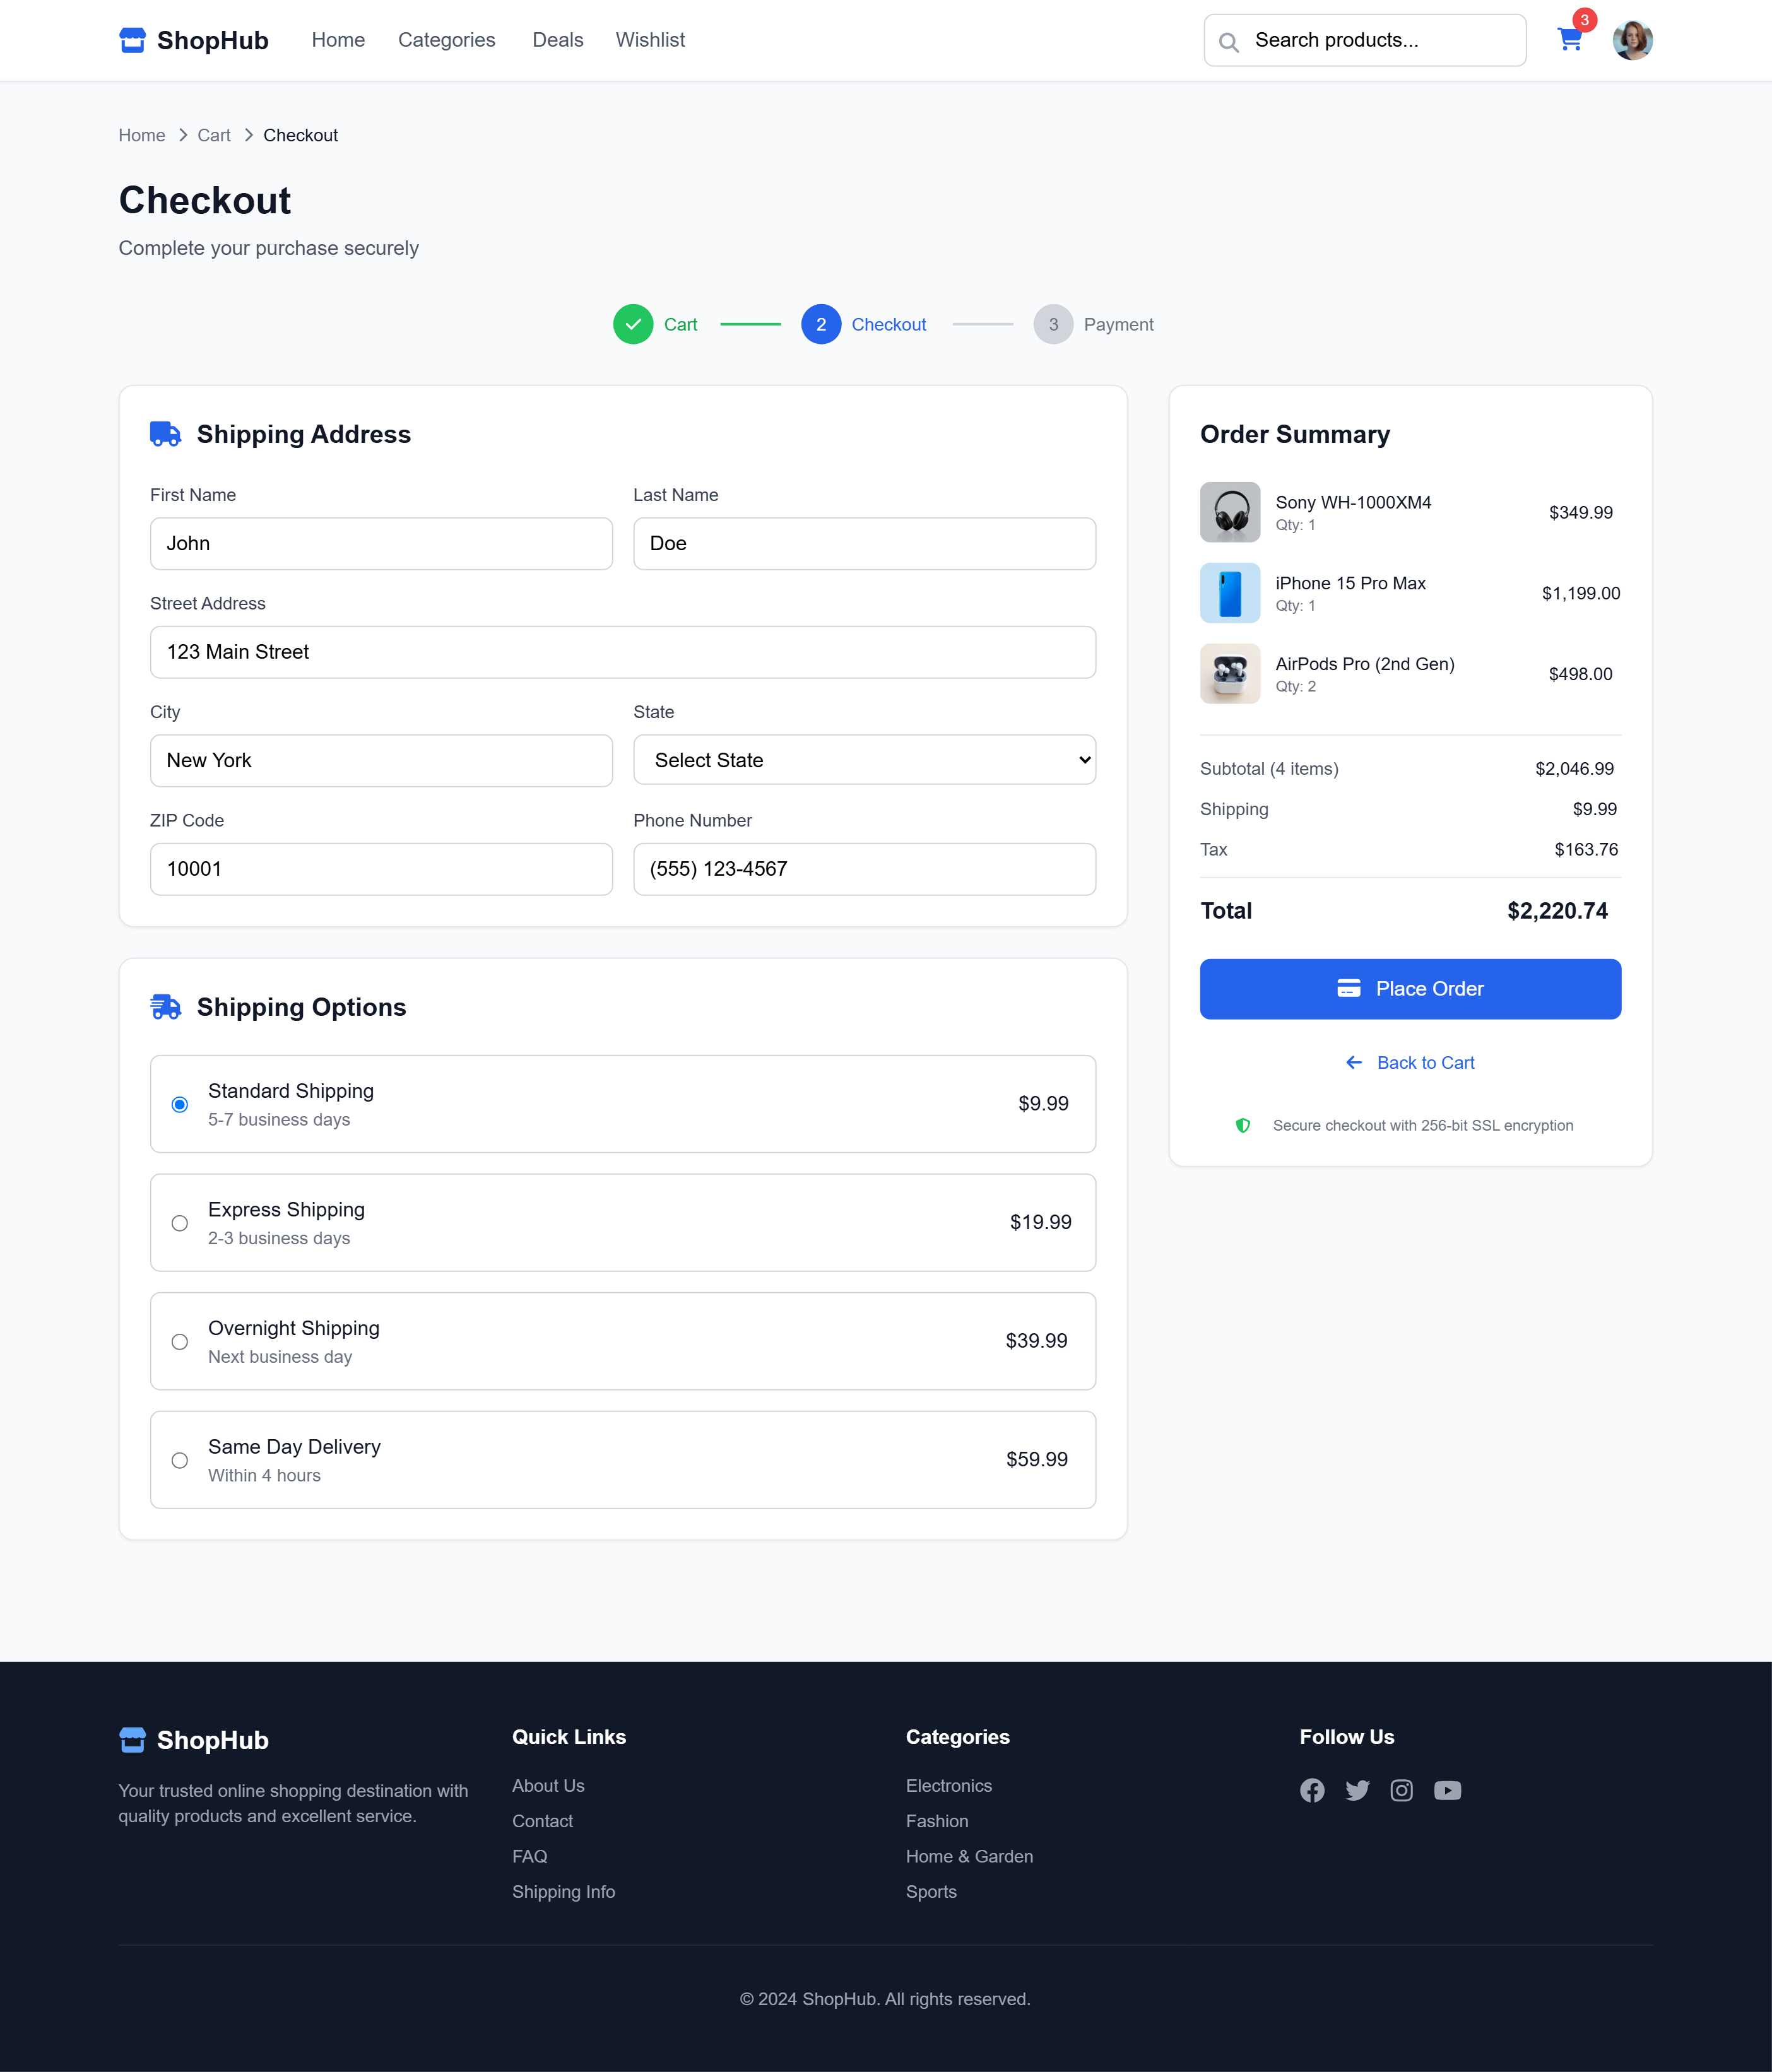 ShopHub
Home
Categories
Deals
Wishlist
Search products...
3
Home
Cart
Checkout
Checkout
Complete your purchase securely
Cart
2
Checkout
3
Payment
Shipping Address
First Name
Last Name
John
Doe
Street Address
123 Main Street
City
State
New York
Select State
ZIP Code
Phone Number
10001
(555) 123-4567
Shipping Options
Standard Shipping
5-7 business days
$9.99
Express Shipping
2-3 business days
$19.99
Overnight Shipping
Next business day
$39.99
Same Day Delivery
Within 4 hours
$59.99
Order Summary
Sony WH-1000XM4
Qty: 1
$349.99
iPhone 15 Pro Max
Qty: 1
$1,199.00
AirPods Pro (2nd Gen)
Qty: 2
$498.00
Subtotal (4 items)
$2,046.99
Shipping
$9.99
Tax
$163.76
Total
$2,220.74
Place Order
Back to Cart
Secure checkout with 256-bit SSL encryption
ShopHub
Your trusted online shopping destination with
quality products and excellent service.
Quick Links
About Us
Contact
FAQ
Shipping Info
Categories
Electronics
Fashion
Home & Garden
Sports
Follow Us
© 2024 ShopHub. All rights reserved.